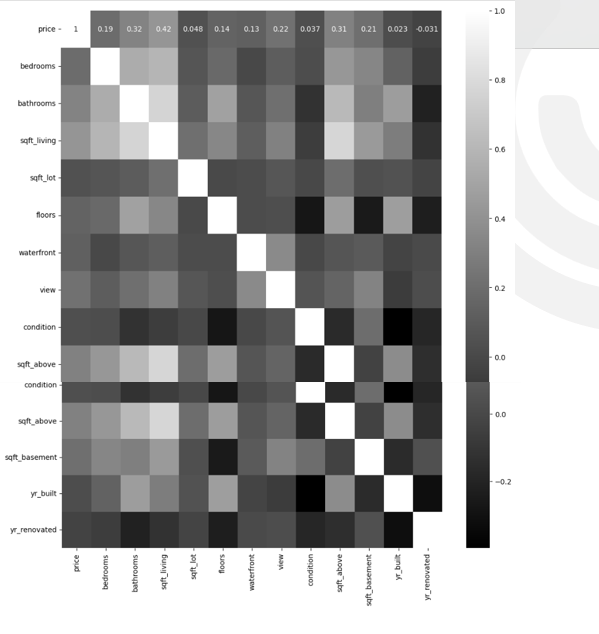 price 1 0.19 0.32 0.42 0.048 0.14 0.13 0.22 0.037 0.31 0.21 0.023 -0.031 1.0
bedrooms
0.8
bathrooms
sqft_living
0.6
sqft_lot
0.4
floors
waterfront
view
0.2
condition
0.0
sqft_above
condition
0.0
sqft_above
sqft_basement
−0.2
yr_built
yr_renovated
price bedrooms bathrooms sqft_living sqft_lot floors waterfront view condition sqft_above sqft_basement yr_built yr_renovated